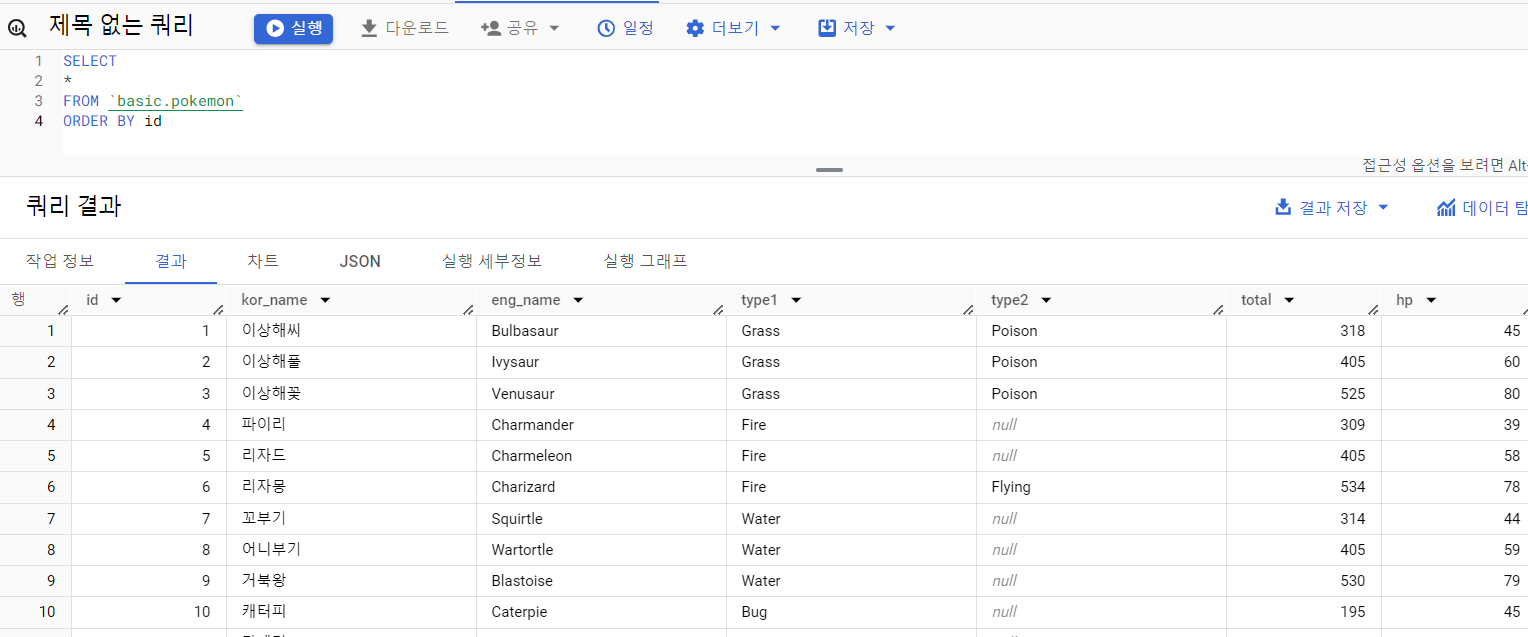 제목 없는 쿼리 실행 다운로드 공유 일정 더보기 저장
1 SELECT
2 *
3 FROM `basic.pokemon`
4 ORDER BY id
접근성 옵션을 보려면 Alt+
쿼리 결과 결과 저장 데이터 탐
작업 정보 결과 차트 JSON 실행 세부정보 실행 그래프
행 id kor_name eng_name type1 type2 total hp
1 1 이상해씨 Bulbasaur Grass Poison 318 45
2 2 이상해풀 Ivysaur Grass Poison 405 60
3 3 이상해꽃 Venusaur Grass Poison 525 80
4 4 파이리 Charmander Fire null 309 39
5 5 리자드 Charmeleon Fire null 405 58
6 6 리자몽 Charizard Fire Flying 534 78
7 7 꼬부기 Squirtle Water null 314 44
8 8 어니부기 Wartortle Water null 405 59
9 9 거북왕 Blastoise Water null 530 79
10 10 캐터피 Caterpie Bug null 195 45